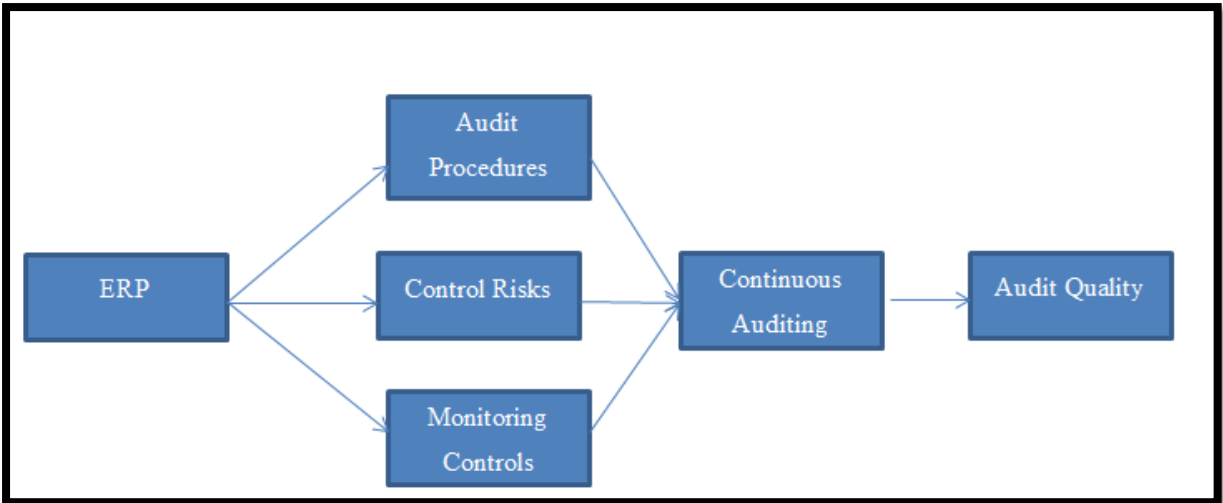 ERP
Audit
Procedures
Control Risks
Monitoring
Controls
Continuous
Auditing
Audit Quality